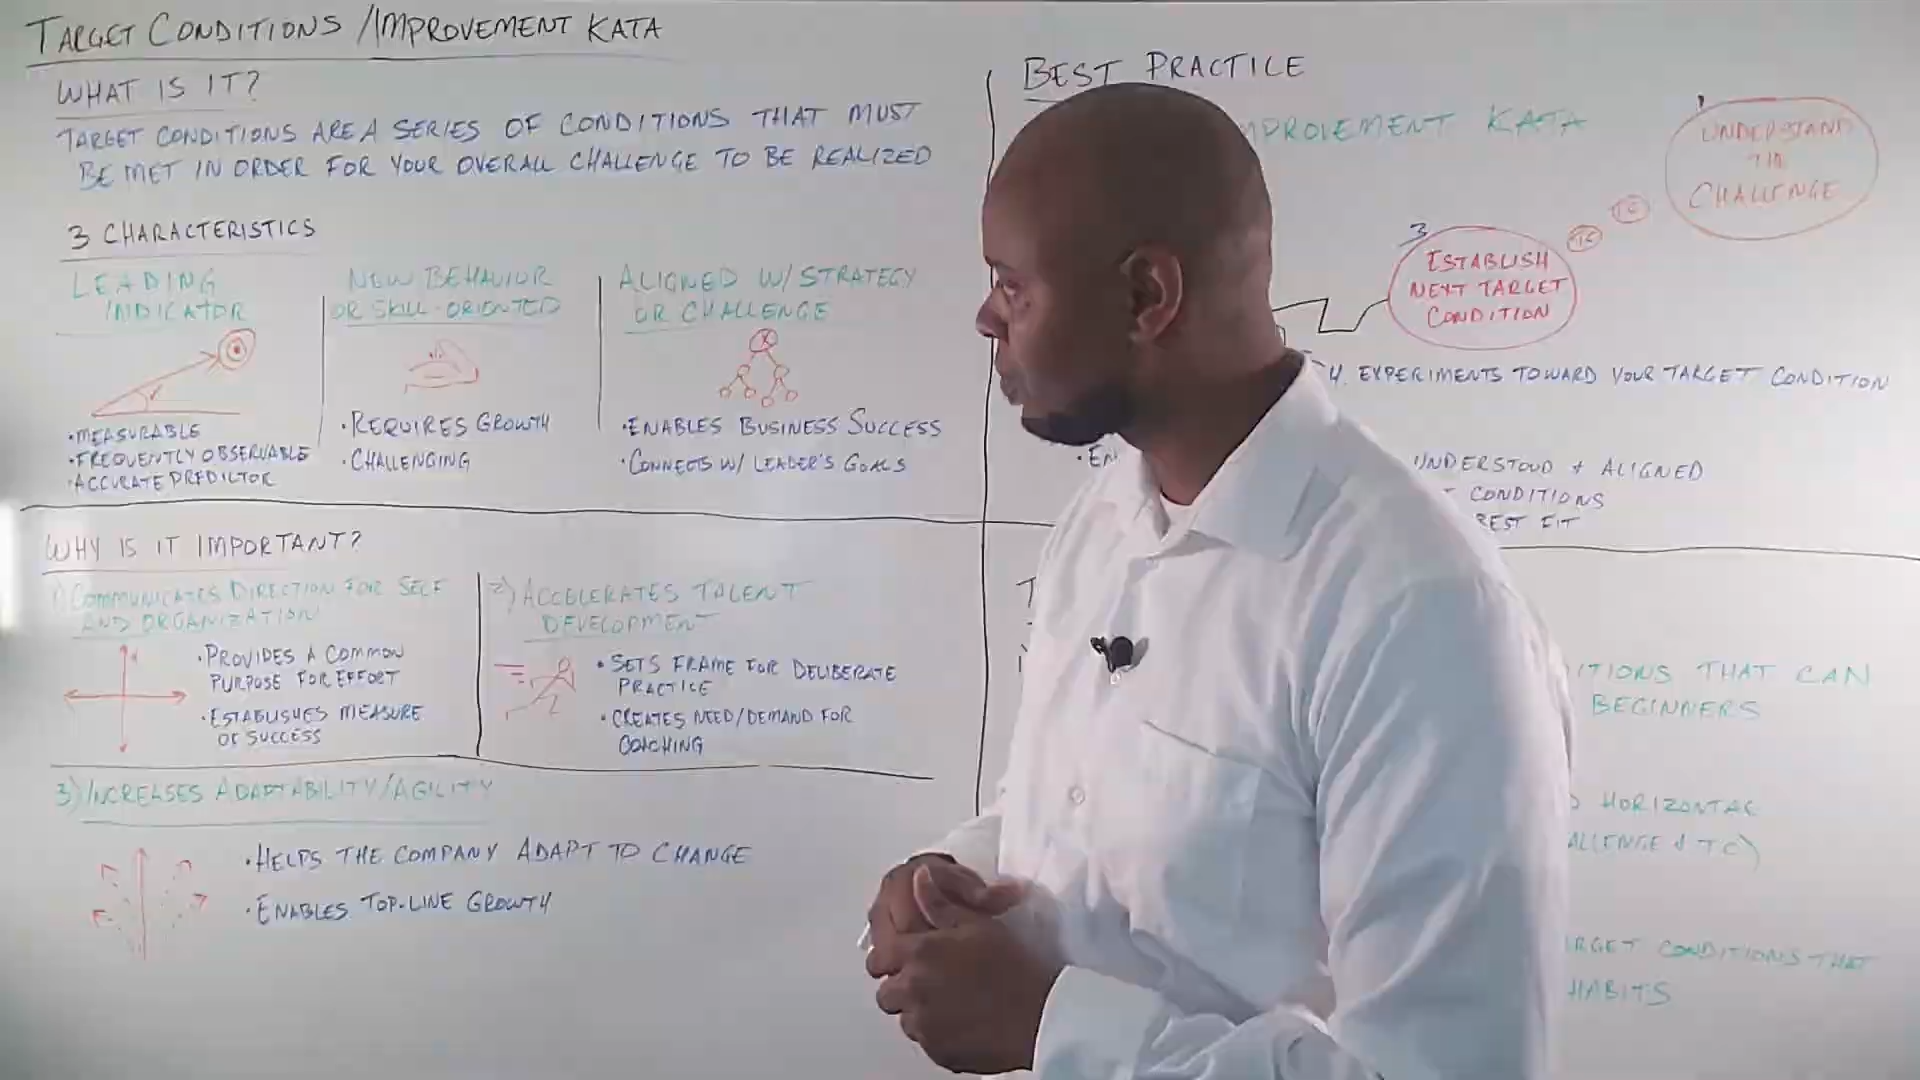 TARGET CONDITIONS /IMPROVEMENT KATA
WHAT IS IT?
TARGET CONDITIONS ARE A SERIES OF CONDITIONS THAT MUST
BE MET IN ORDER FOR YOUR OVERALL CHALLENGE TO BE REALIZED
3 CHARACTERISTICS
LEADING
INDICATOR
• MEASURABLE
• FREQUENTLY OBSERVABLE
• ACCURATE PREDICTOR
NEW BEHAVIOR
OR SKILL-ORIENTED
• REQUIRES GROWTH
• CHALLENGING
ALIGNED W/ STRATEGY
OR CHALLENGE
• ENABLES BUSINESS SUCCESS
• CONNECTS W/ LEADER'S GOALS
WHY IS IT IMPORTANT?
1) COMMUNICATES DIRECTION FOR SELF
AND ORGANIZATION
• PROVIDES A COMMON
PURPOSE FOR EFFORT
• ESTABLISHES MEASURE
OF SUCCESS
2) ACCELERATES TALENT
DEVELOPMENT
• SETS FRAME FOR DELIBERATE
PRACTICE
• CREATES NEED/DEMAND FOR
COACHING
3) INCREASES ADAPTABILITY/AGILITY
• HELPS THE COMPANY ADAPT TO CHANGE
• ENABLES TOP-LINE GROWTH
BEST PRACTICE
MPROVEMENT KATA
1
UNDERSTAND
THE
CHALLENGE
TC
TC
3
ESTABLISH
NEXT TARGET
CONDITION
4. EXPERIMENTS TOWARD YOUR TARGET CONDITION
• EN
UNDERSTOOD + ALIGNED
CONDITIONS
BEST FIT
T
ITIONS THAT CAN
BEGINNERS
HORIZONTAL
ALLENGE & TC)
RGET CONDITIONS THAT
HABITS